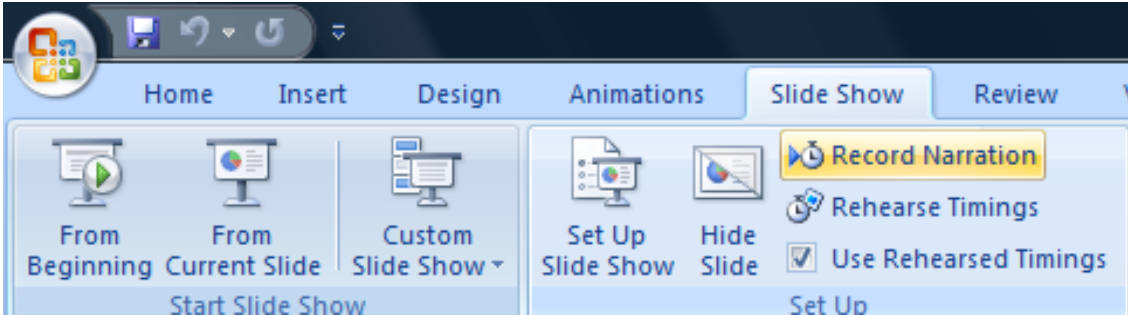 Home Insert Design Animations Slide Show Review
From Beginning
From Current Slide
Custom Slide Show
Start Slide Show
Set Up Slide Show
Hide Slide
Record Narration
Rehearse Timings
Use Rehearsed Timings
Set Up